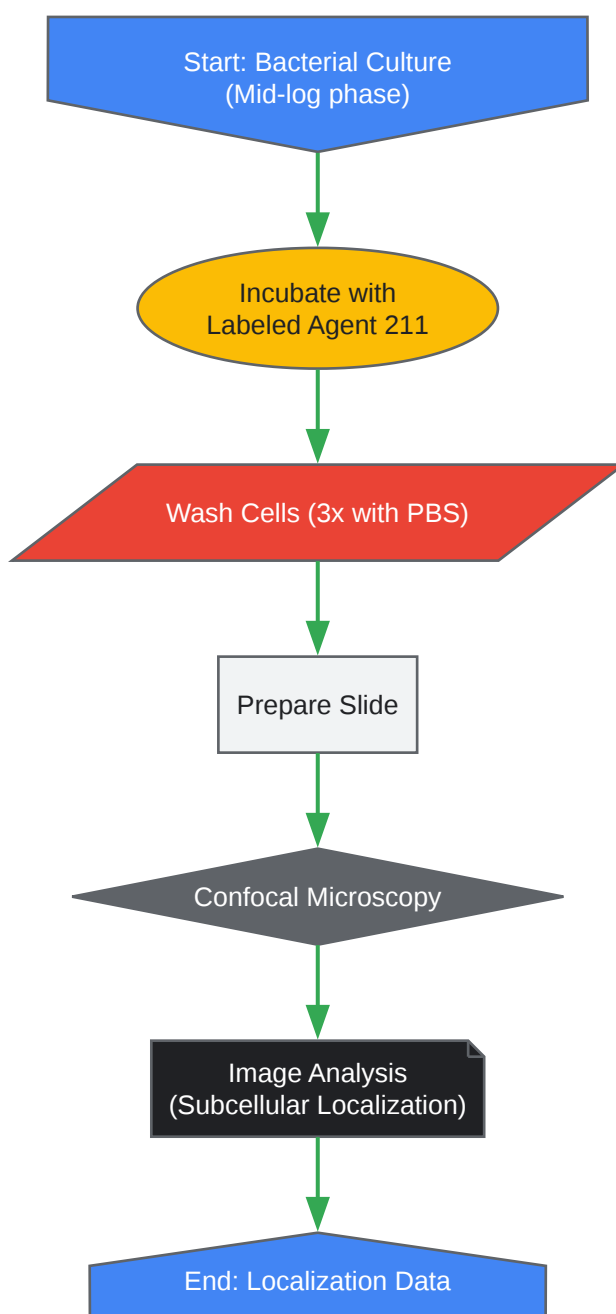 Start: Bacterial Culture
(Mid-log phase)
Incubate with
Labeled Agent 211
Wash Cells (3x with PBS)
Prepare Slide
Confocal Microscopy
Image Analysis
(Subcellular Localization)
End: Localization Data